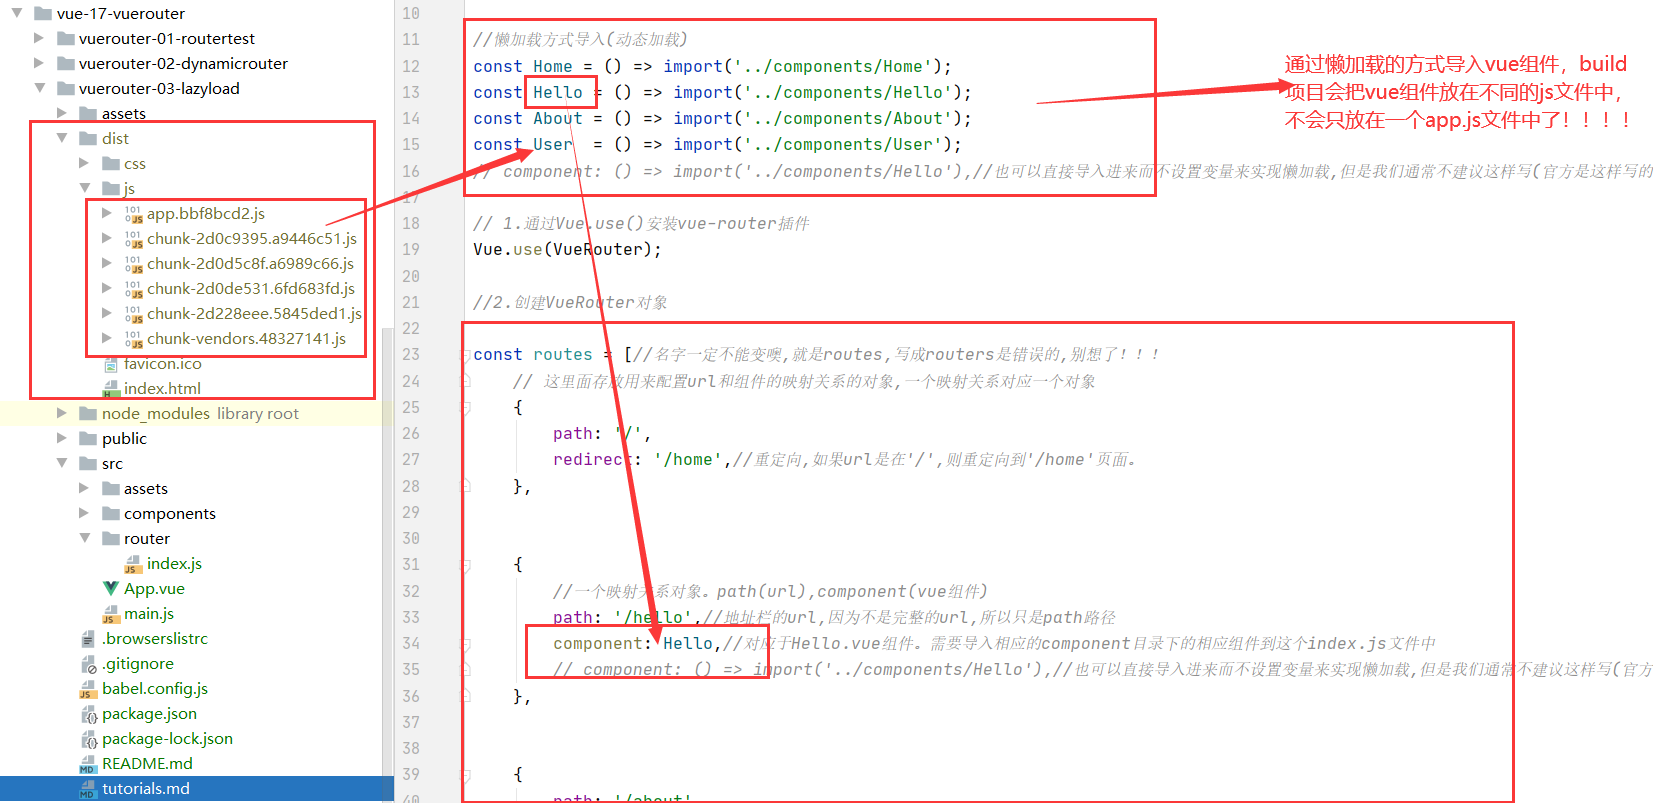 vue-17-vuerouter
vuerouter-01-routertest
vuerouter-02-dynamicrouter
vuerouter-03-lazyload
assets
dist
css
js
app.bbf8bcd2.js
chunk-2d0c9395.a9446c51.js
chunk-2d0d5c8f.a6989c66.js
chunk-2d0de531.6fd683fd.js
chunk-2d228eee.5845ded1.js
chunk-vendors.48327141.js
favicon.ico
index.html
node_modules library root
public
src
assets
components
router
index.js
App.vue
main.js
.browserslistrc
.gitignore
babel.config.js
package.json
package-lock.json
README.md
tutorials.md
10
11 //懒加载方式导入(动态加载)
12 const Home = () => import('../components/Home');
13 const Hello = () => import('../components/Hello');
14 const About = () => import('../components/About');
15 const User = () => import('../components/User');
16 // component: () => import('../components/Hello'),//也可以直接导入进来而不设置变量来实现懒加载,但是我们通常不建议这样写(官方是这样写的
17
18 // 1.通过Vue.use()安装vue-router插件
19 Vue.use(VueRouter);
20
21 //2.创建VueRouter对象
22
23 const routes = [//名字一定不能变噢,就是routes,写成routers是错误的,别想了!!!
24 // 这里面存放用来配置url和组件的映射关系的对象,一个映射关系对应一个对象
25 {
26 path: '/',
27 redirect: '/home',//重定向,如果url是在'/',则重定向到'/home'页面。
28 },
29
30
31 {
32 //一个映射关系对象。path(url),component(vue组件)
33 path: '/hello',//地址栏的url,因为不是完整的url,所以只是path路径
34 component: Hello,//对应于Hello.vue组件。需要导入相应的component目录下的相应组件到这个index.js文件中
35 // component: () => import('../components/Hello'),//也可以直接导入进来而不设置变量来实现懒加载,但是我们通常不建议这样写(官方
36 },
37
38
39 {
40 path: '/about'
通过懒加载的方式导入vue组件，build
项目会把vue组件放在不同的js文件中，
不会只放在一个app.js文件中了！！！！